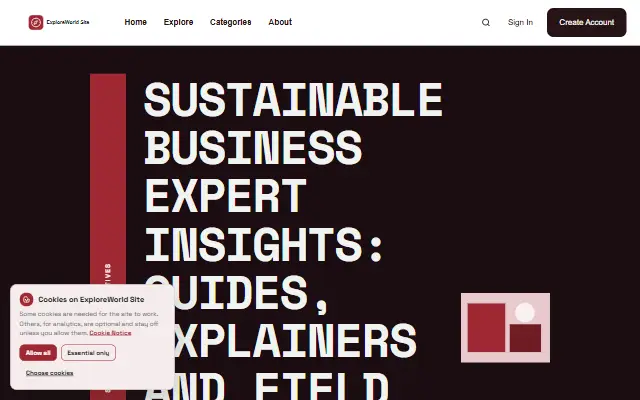 ExploreWorld Site
Home
Explore
Categories
About
Sign In
Create Account
SUSTAINABLE
BUSINESS
EXPERT
INSIGHTS:
GUIDES,
EXPLAINERS
AND FIELD
Cookies on ExploreWorld Site
Some cookies are needed for the site to work.
Others, for analytics, are optional and stay off
unless you allow them. Cookie Notice
Allow all
Essential only
Choose cookies